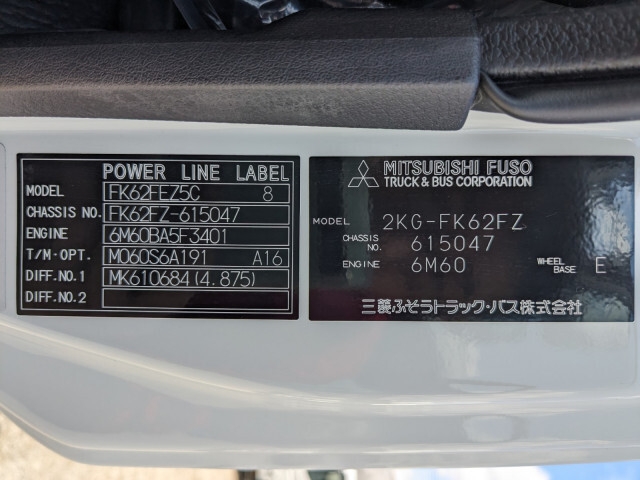 POWER LINE LABEL
MODEL FK62FEZ5C 8
CHASSIS NO. FK62FZ-615047
ENGINE 6M60BA5F3401
T/M-OPT. M060S6A191 A16
DIFF.NO.1 MK610684(4.875)
DIFF.NO.2
MITSUBISHI FUSO
TRUCK & BUS CORPORATION
MODEL 2KG-FK62FZ
CHASSIS NO. 615047
ENGINE 6M60 WHEEL BASE E
三菱ふそうトラック・バス株式会社